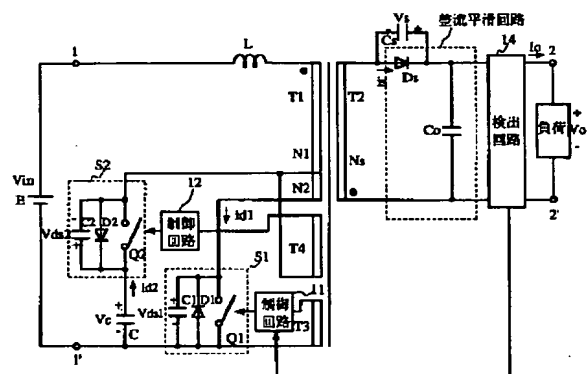 整流平滑回路
Vs
Cs
14
Io
1
L
2
Ds
T1
T2
Co
検出
回路
負荷
Vo
+
-
S2
12
N1
Ns
N2
Vin
E
C2
D2
Vds2
Q2
制御
回路
id1
T4
S1
11
id2
Vc
C
Vds1
C1
D1
Q1
制御
回路
T3
1'
2'